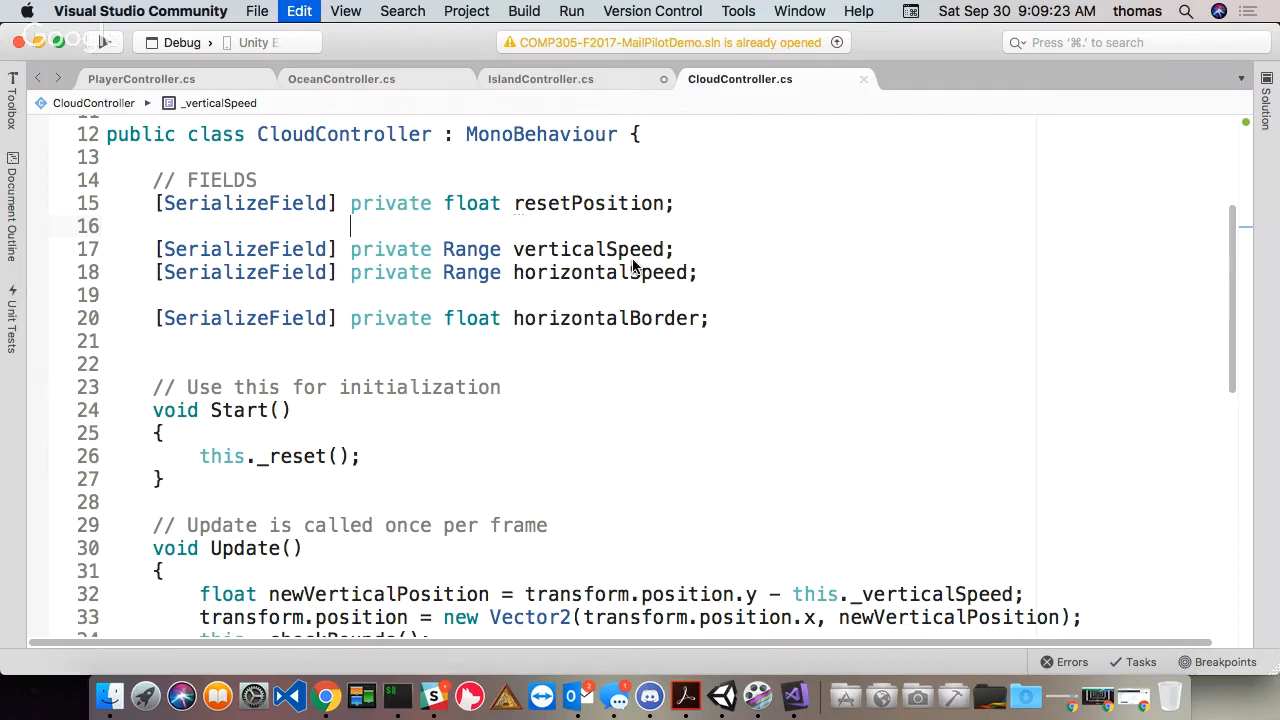 Visual Studio Community File Edit View Search Project Build Run Version Control Tools Window Help Sat Sep 30 9:09:23 AM thomas
Debug › Unity E
COMP305-F2017-MailPilotDemo.sln is already opened
Press '⌘.' to search
PlayerController.cs OceanController.cs IslandController.cs CloudController.cs
CloudController ▸ _verticalSpeed
Toolbox
Document Outline
Unit Tests
Solution
11
12 public class CloudController : MonoBehaviour {
13
14 // FIELDS
15 [SerializeField] private float resetPosition;
16
17 [SerializeField] private Range verticalSpeed;
18 [SerializeField] private Range horizontalSpeed;
19
20 [SerializeField] private float horizontalBorder;
21
22
23 // Use this for initialization
24 void Start()
25 {
26 this._reset();
27 }
28
29 // Update is called once per frame
30 void Update()
31 {
32 float newVerticalPosition = transform.position.y - this._verticalSpeed;
33 transform.position = new Vector2(transform.position.x, newVerticalPosition);
34 this._checkBounds();
Errors Tasks Breakpoints